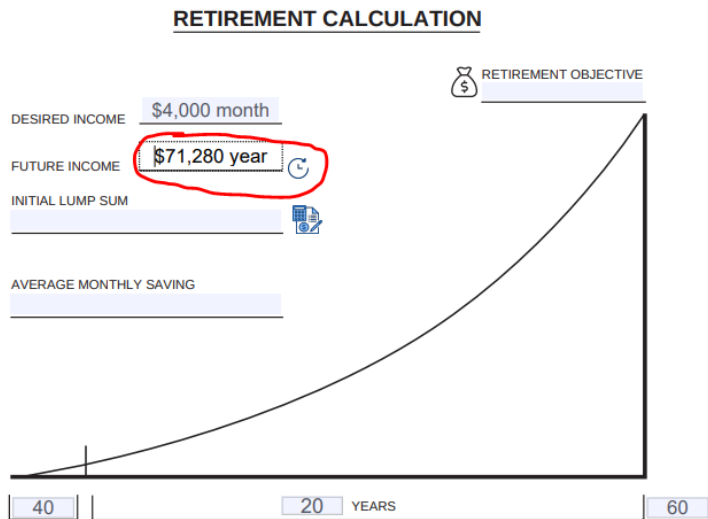 RETIREMENT CALCULATION
RETIREMENT OBJECTIVE
DESIRED INCOME $4,000 month
FUTURE INCOME $71,280 year
INITIAL LUMP SUM
AVERAGE MONTHLY SAVING
40 20 YEARS 60